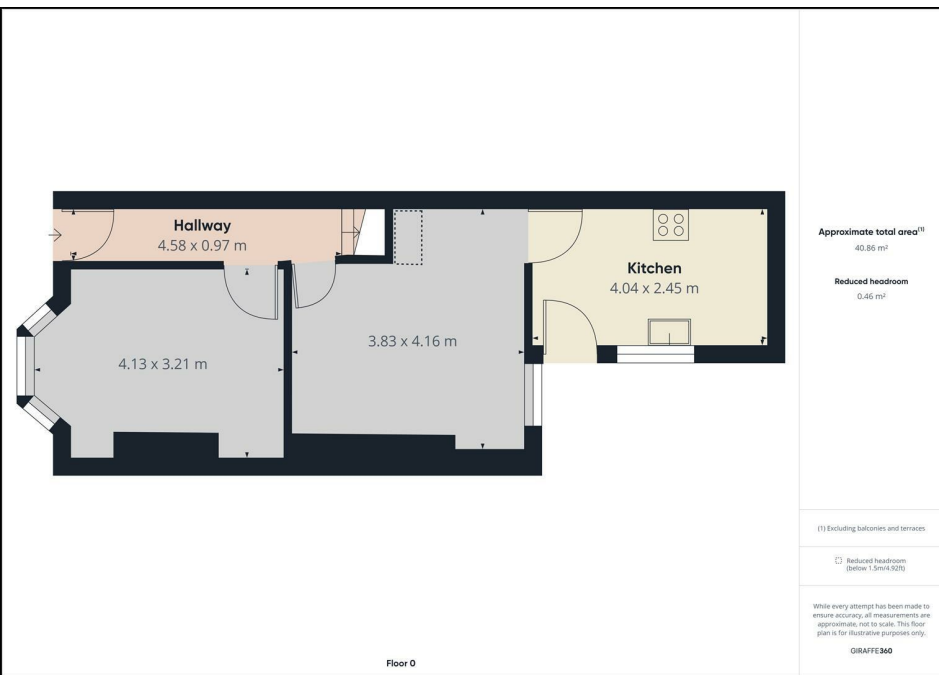 Hallway
4.58 x 0.97 m
Kitchen
4.04 x 2.45 m
3.83 x 4.16 m
4.13 x 3.21 m
Floor 0
Approximate total area(1)
40.86 m²
Reduced headroom
0.46 m²
(1) Excluding balconies and terraces
Reduced headroom
(below 1.5m/4.92ft)
While every attempt has been made to
ensure accuracy, all measurements are
approximate, not to scale. This floor
plan is for illustrative purposes only.
GIRAFFE360